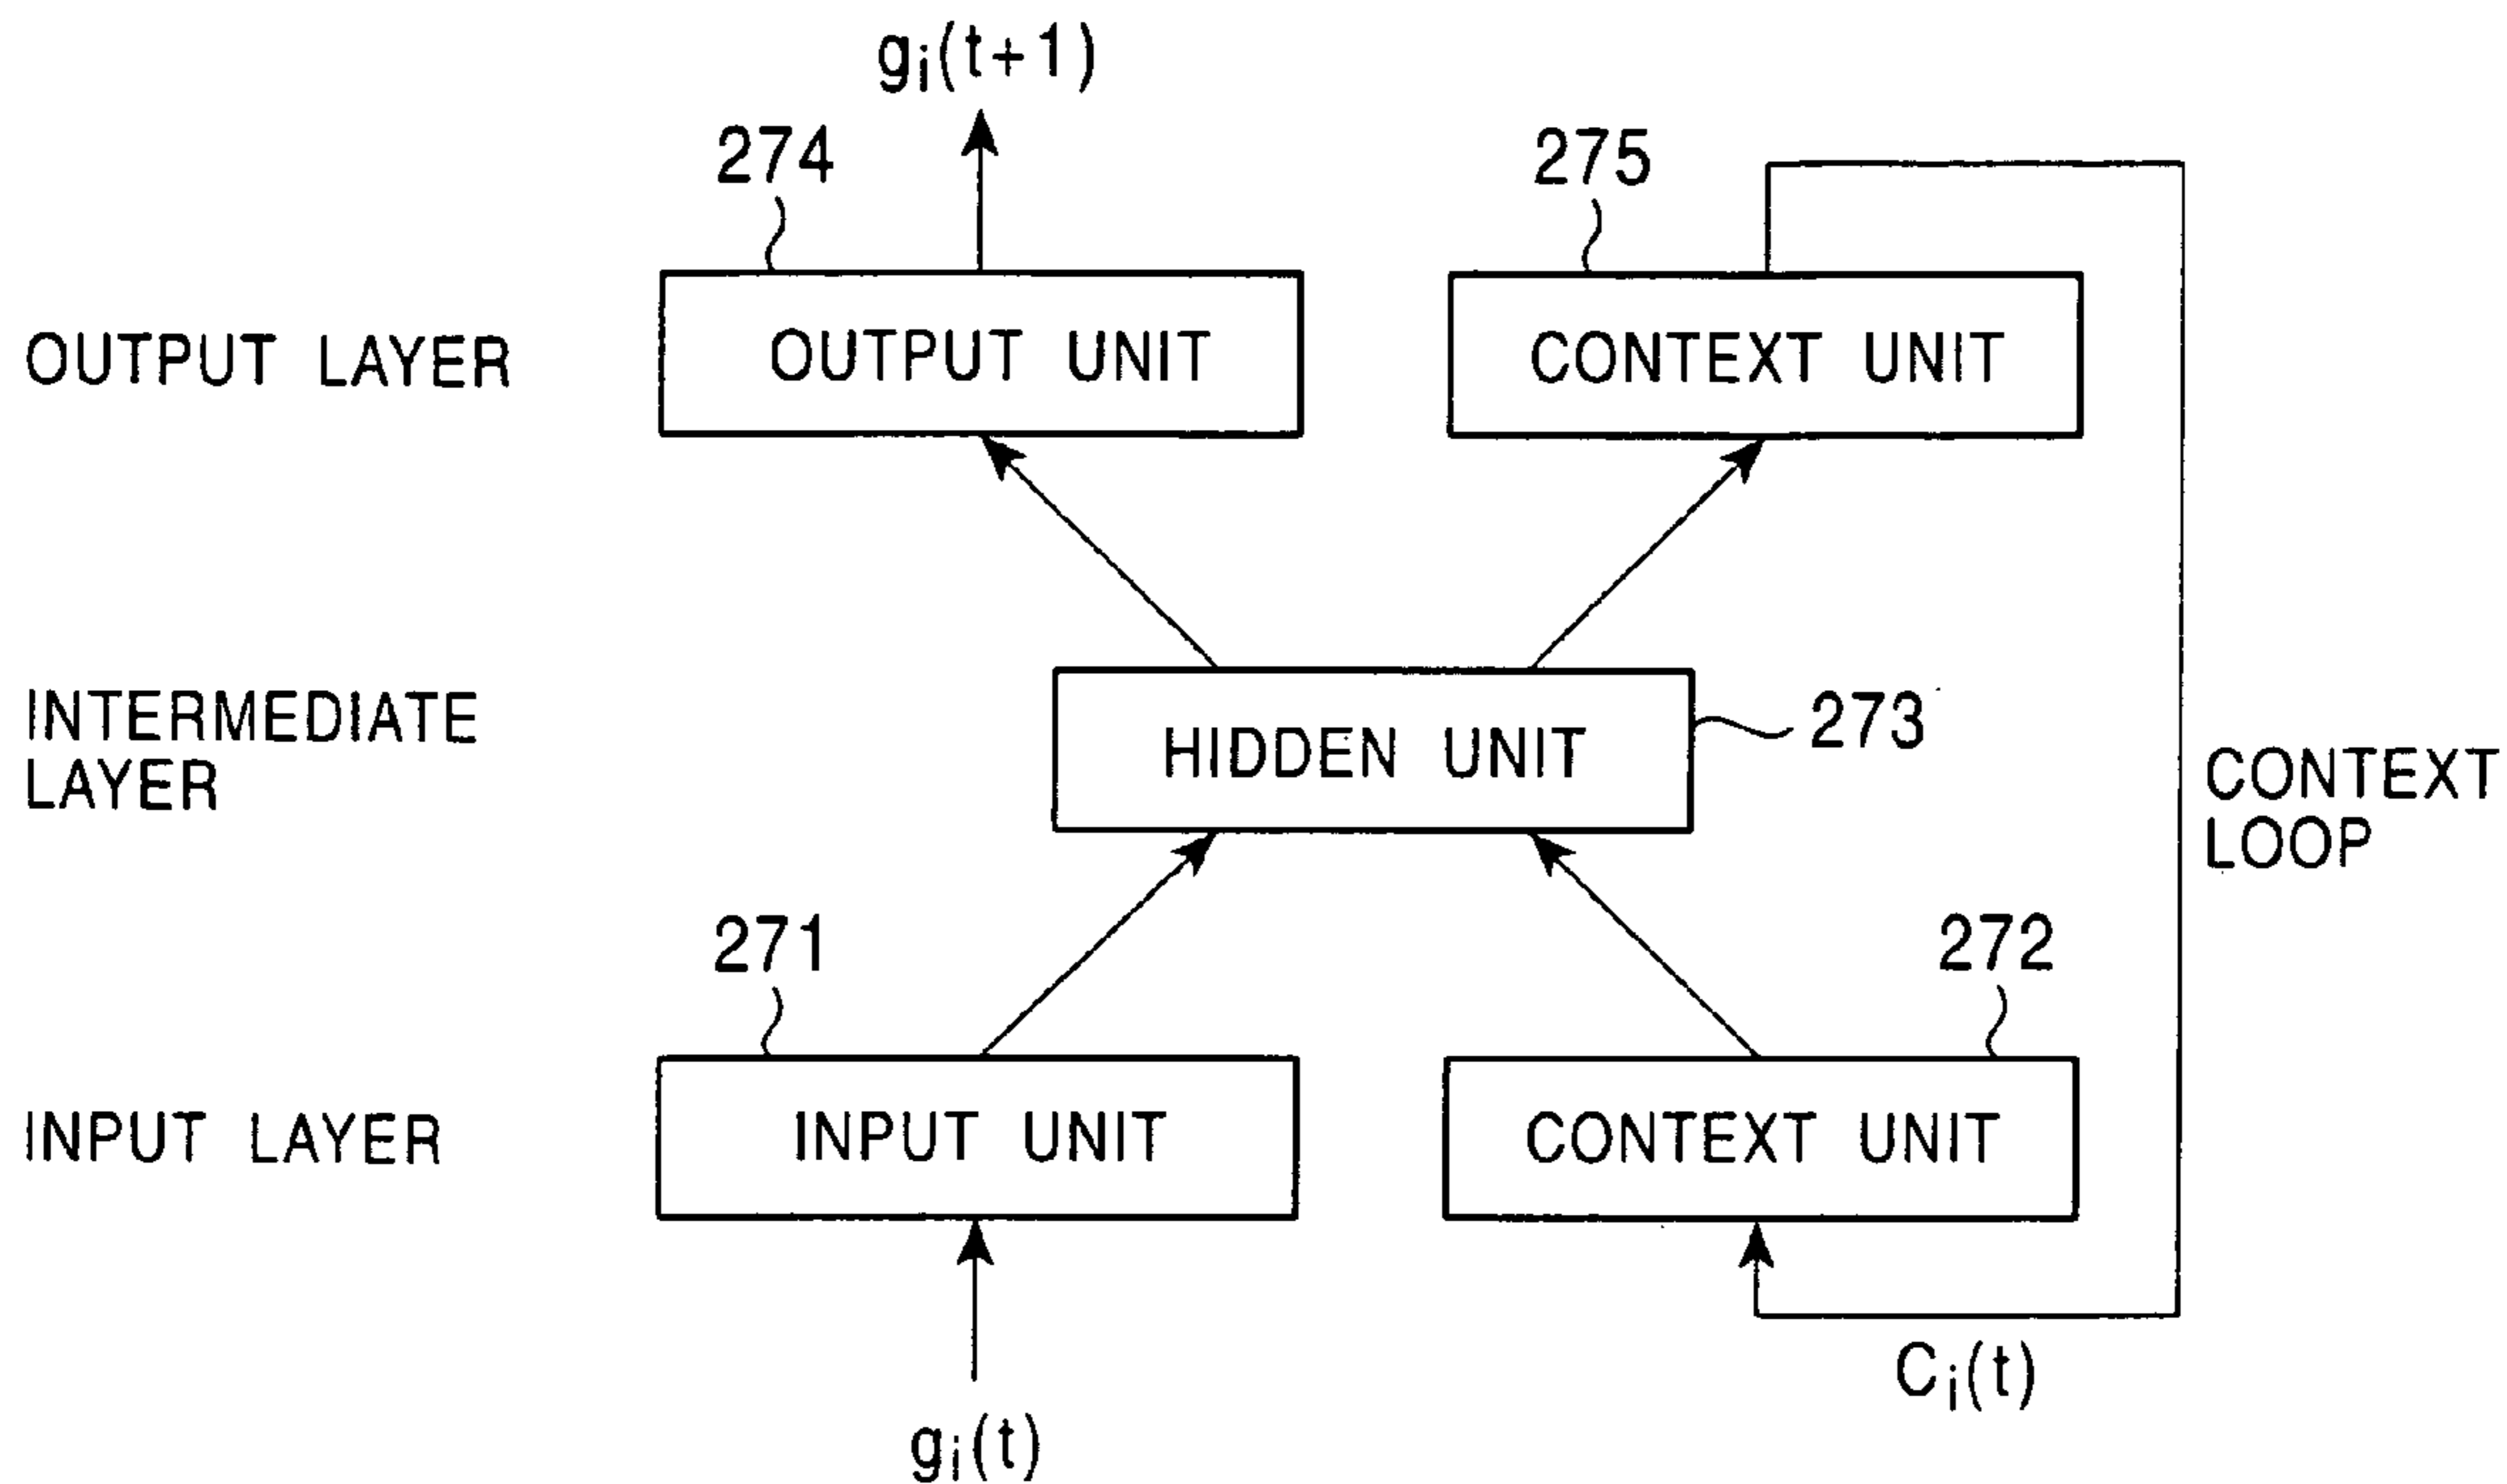 gi(t+1)
274
275
OUTPUT LAYER
OUTPUT UNIT
CONTEXT UNIT
INTERMEDIATE
LAYER
HIDDEN UNIT
273
CONTEXT
LOOP
271
272
INPUT LAYER
INPUT UNIT
CONTEXT UNIT
Ci(t)
gi(t)